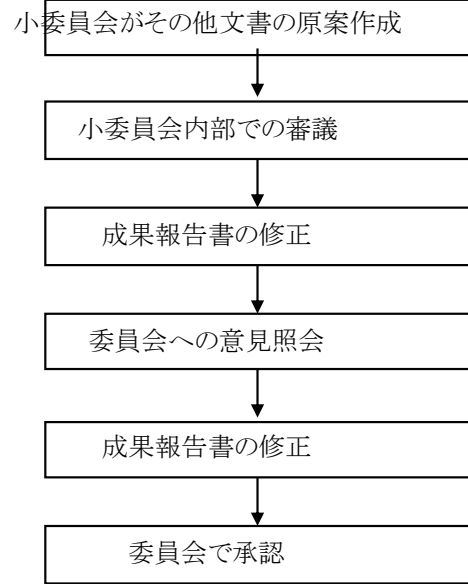 小委員会がその他文書の原案作成
小委員会内部での審議
成果報告書の修正
委員会への意見照会
成果報告書の修正
委員会で承認